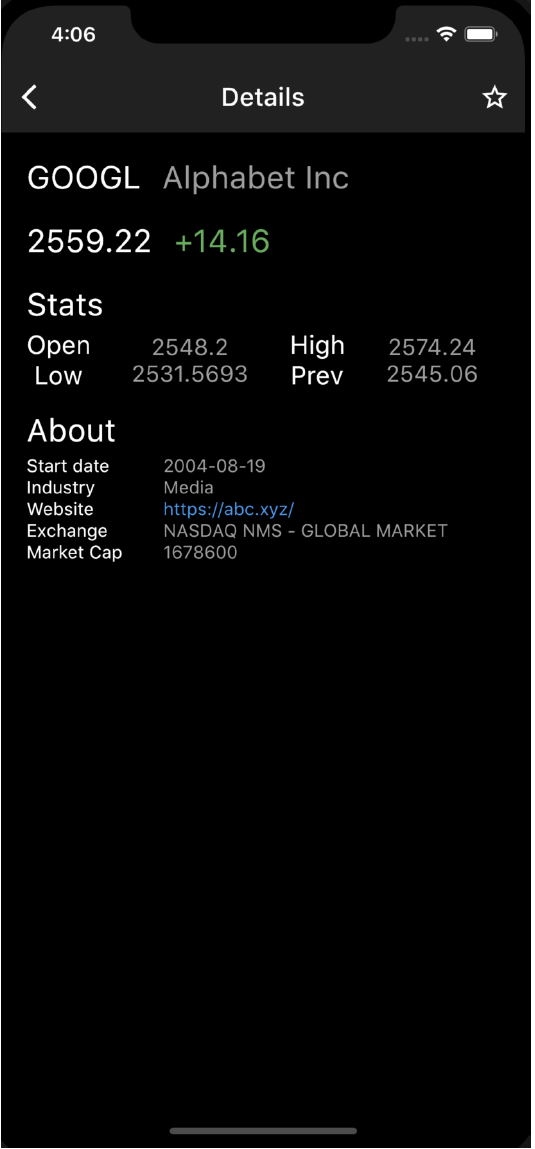 4:06
Details
GOOGL Alphabet Inc
2559.22 +14.16
Stats
Open 2548.2 High 2574.24
Low 2531.5693 Prev 2545.06
About
Start date 2004-08-19
Industry Media
Website https://abc.xyz/
Exchange NASDAQ NMS - GLOBAL MARKET
Market Cap 1678600